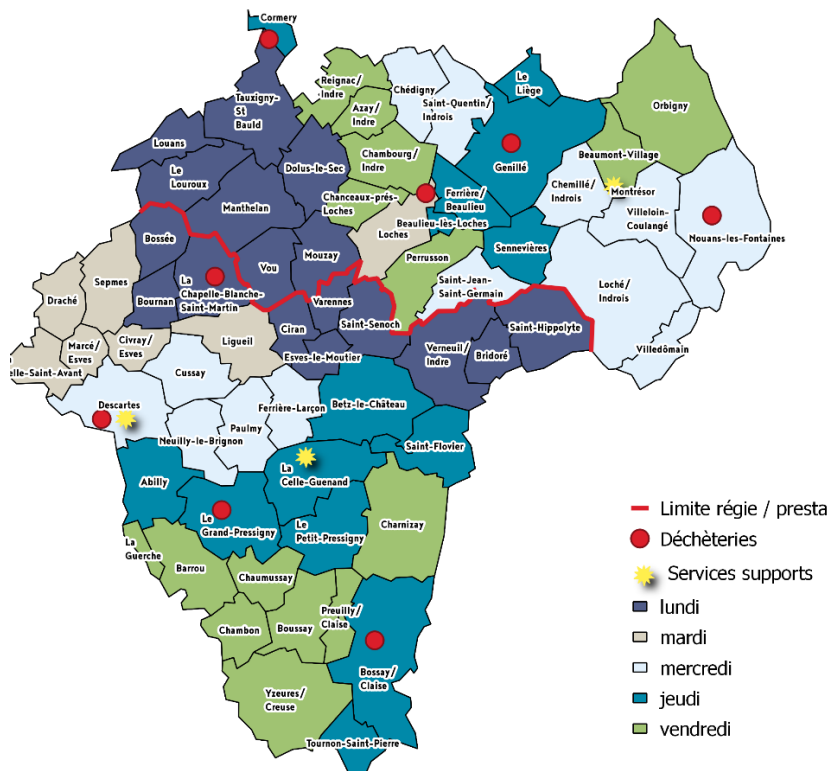 Cormery
Tauxigny-
St
Bauld
Reignac/
Indre
Azay/
Indre
Chédigny
Saint-Quentin/
Indrois
Le
Liège
Orbigny
Louans
Le
Louroux
Dolus-le-Sec
Chambourg/
Indre
Genillé
Beaumont-Village
Manthelan
Chanceaux-près-
Loches
Ferrière/
Beaulieu
Chemillé/
Indrois
Montrésor
Beaulieu-lès-Loches
Villeloin-
Coulangé
Nouans-les-Fontaines
Bossée
Mouzay
Loches
Sennevières
Sepmes
Vou
Perrusson
Draché
La
Chapelle-Blanche-
Saint-Martin
Bournan
Varennes
Saint-Jean-
Saint-Germain
Loché/
Indrois
Ciran
Saint-Senoch
Saint-Hippolyte
Marcé/
Esves
Civray/
Esves
Ligueil
Esves-le-Moutier
Verneuil/
Indre
Bridoré
Villedômain
elle-Saint-Avant
Cussay
Descartes
Paulmy
Ferrière-Larçon
Betz-le-Château
Neuilly-le-Brignon
Saint-Flovier
Abilly
La
Celle-Guenand
Le
Grand-Pressigny
Le
Petit-Pressigny
Charnizay
La
Guerche
Barrou
Chaumussay
Preuilly/
Claise
Chambon
Boussay
Bossay/
Claise
Yzeures/
Creuse
Tournon-Saint-Pierre
Limite régie / presta
Déchèteries
Services supports
lundi
mardi
mercredi
jeudi
vendredi